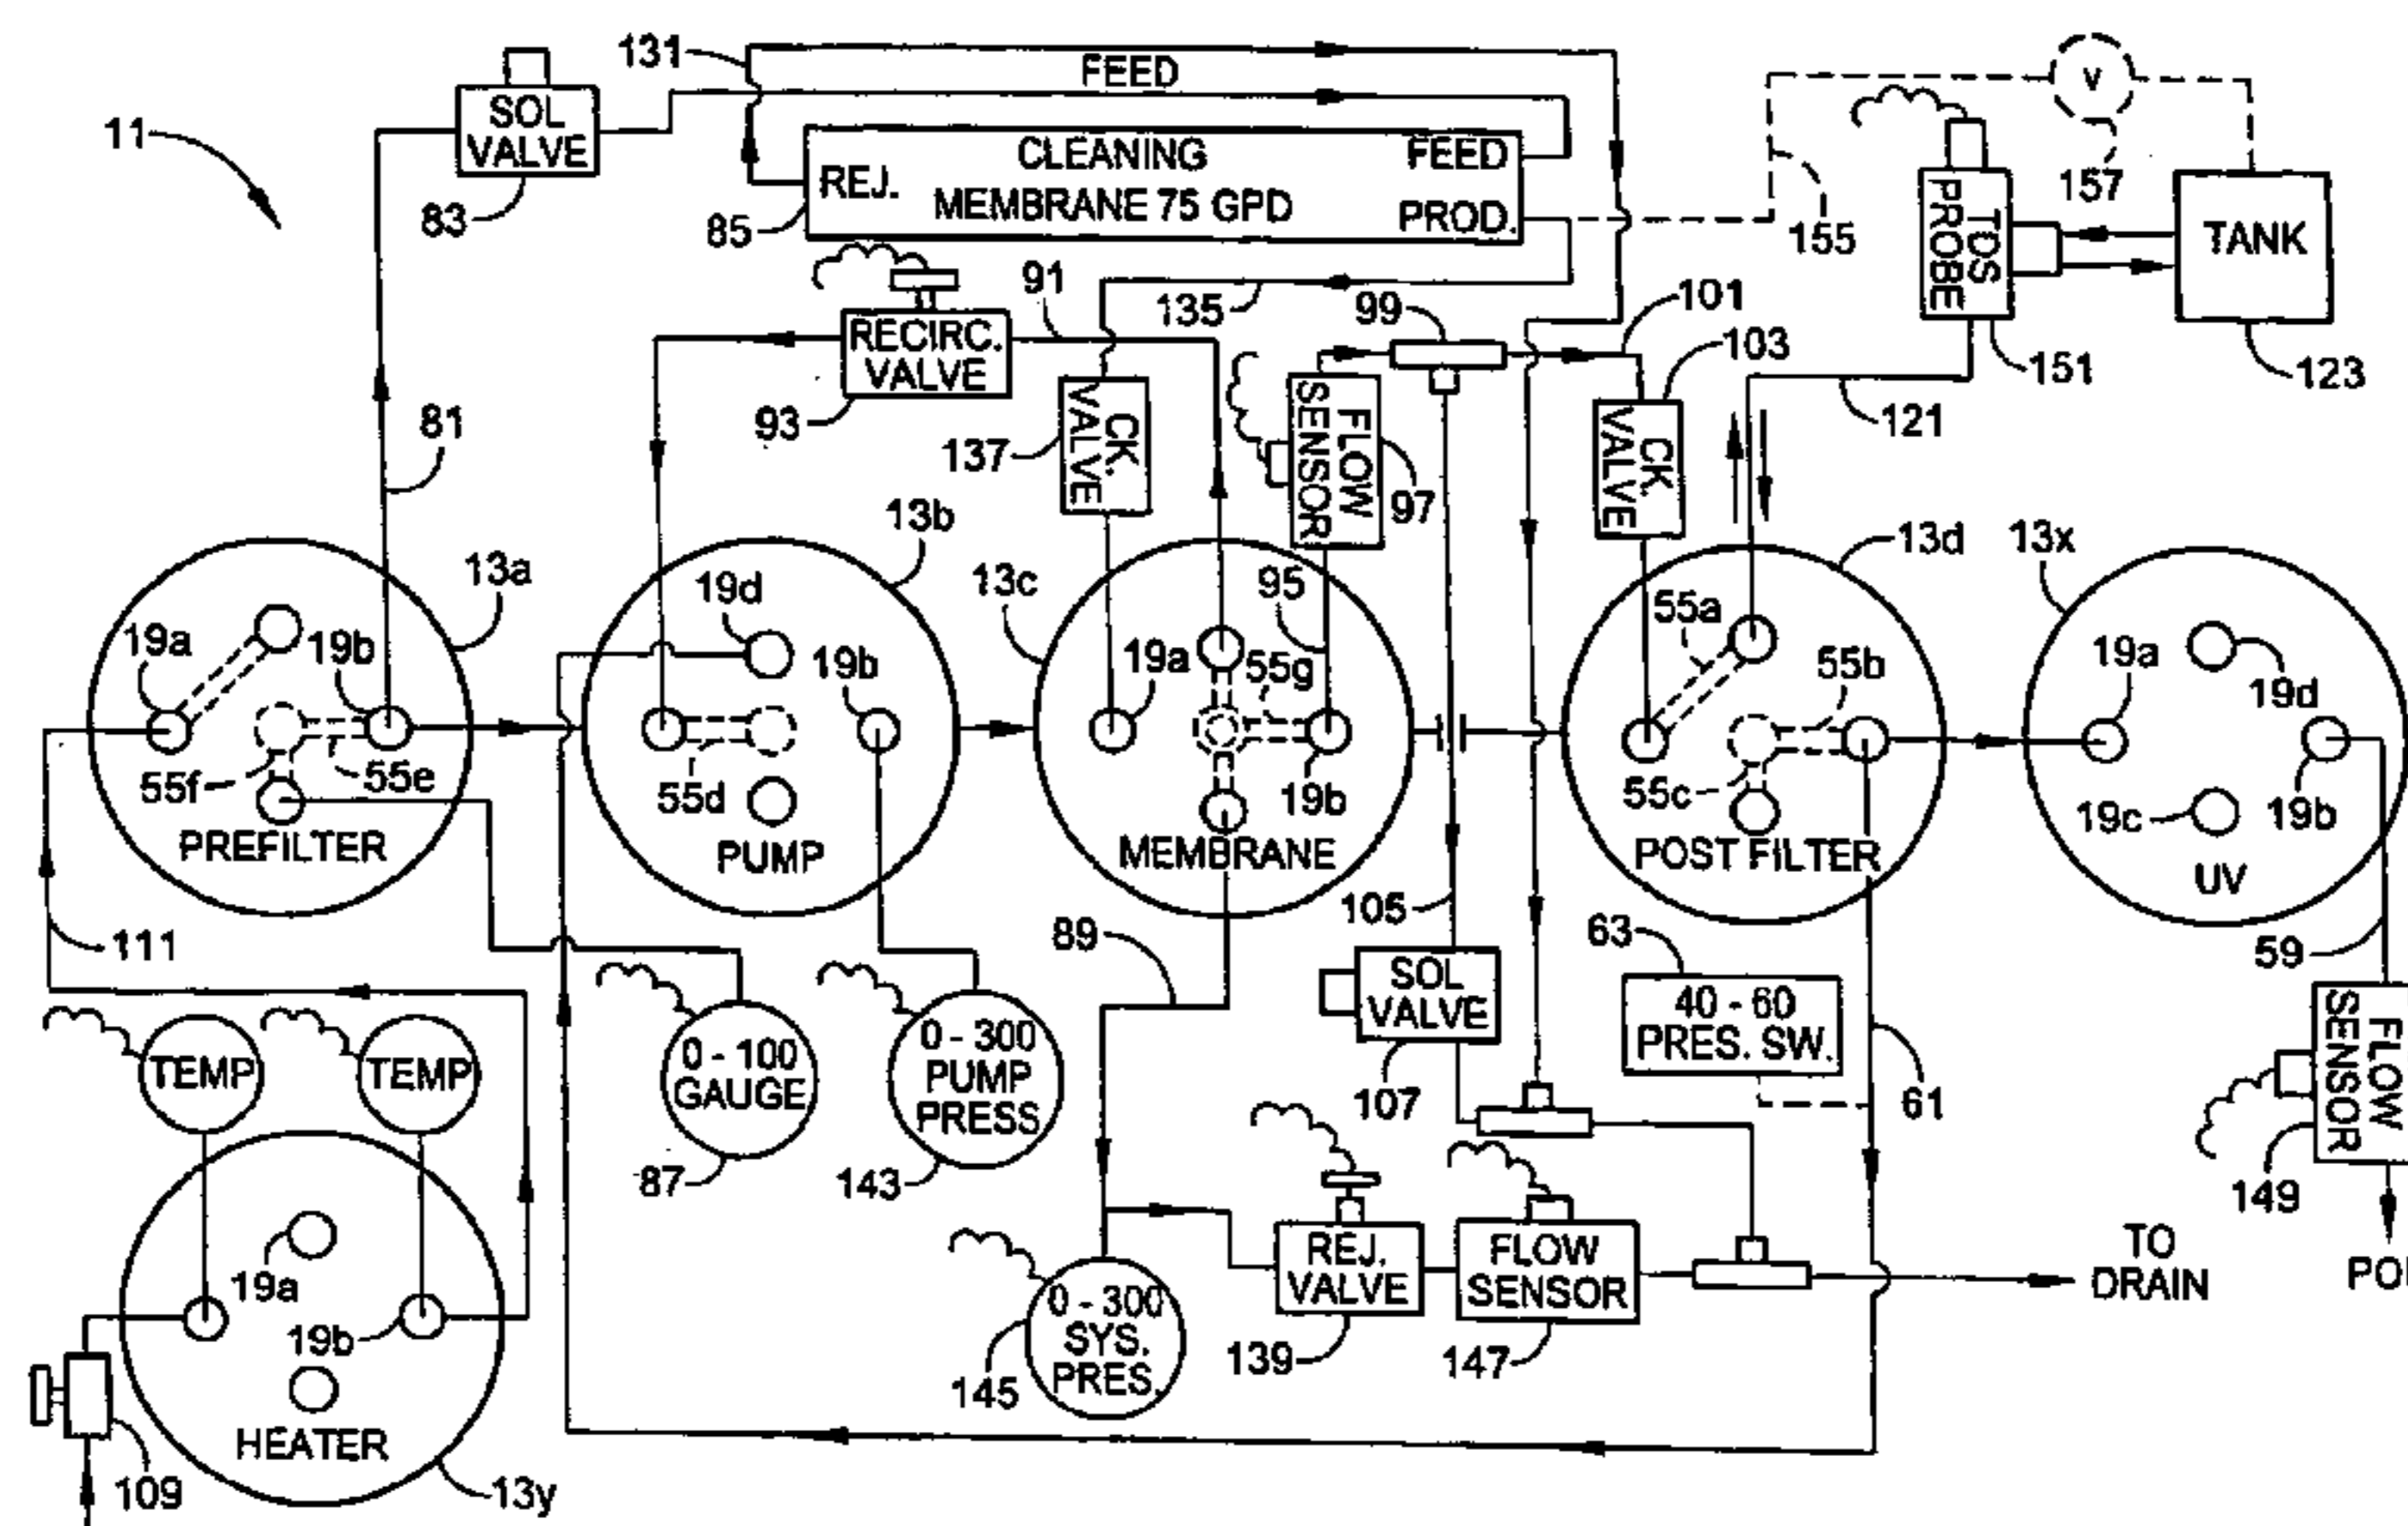 131
FEED
V
SOL
VALVE
11
CLEANING
MEMBRANE 75 GPD
REJ.
FEED
PROD.
83
85
155
157
TDS
PROBE
TANK
91
135
99
101
103
151
123
RECIRC.
VALVE
93
CK.
VALVE
137
FLOW
SENSOR
97
CK.
VALVE
121
81
13a
13b
13c
13d
13x
19a
19b
19d
19b
19a
95
55g
55a
55b
19a
19d
55f
55e
55d
19b
55c
19c
19b
PREFILTER
PUMP
MEMBRANE
POST FILTER
UV
111
89
105
63
59
SOL
VALVE
40 - 60
PRES. SW.
TEMP
TEMP
0 - 100
GAUGE
0 - 300
PUMP
PRESS
107
61
FLOW
SENSOR
87
143
149
19a
19b
REJ.
VALVE
FLOW
SENSOR
TO
DRAIN
0 - 300
SYS.
PRES.
145
139
147
HEATER
109
13y